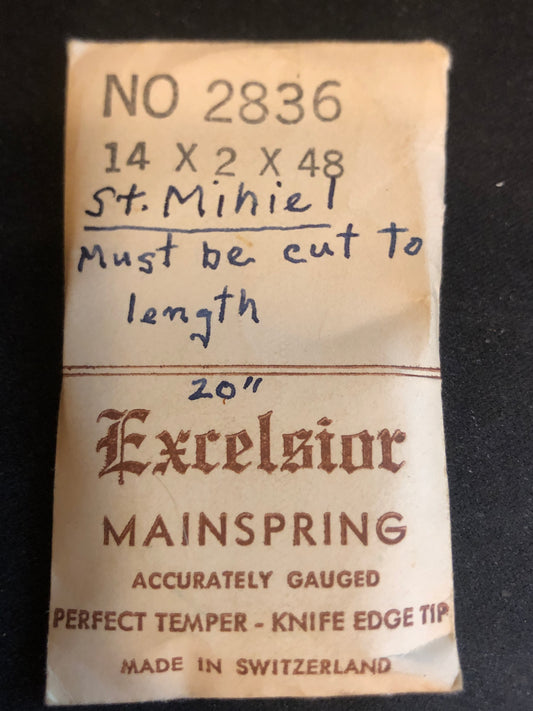 NO 2836
14 X 2 X 48
St. Mihiel
Must be cut to
length
20"
Excelsior
MAINSPRING
ACCURATELY GAUGED
PERFECT TEMPER - KNIFE EDGE TIP
MADE IN SWITZERLAND